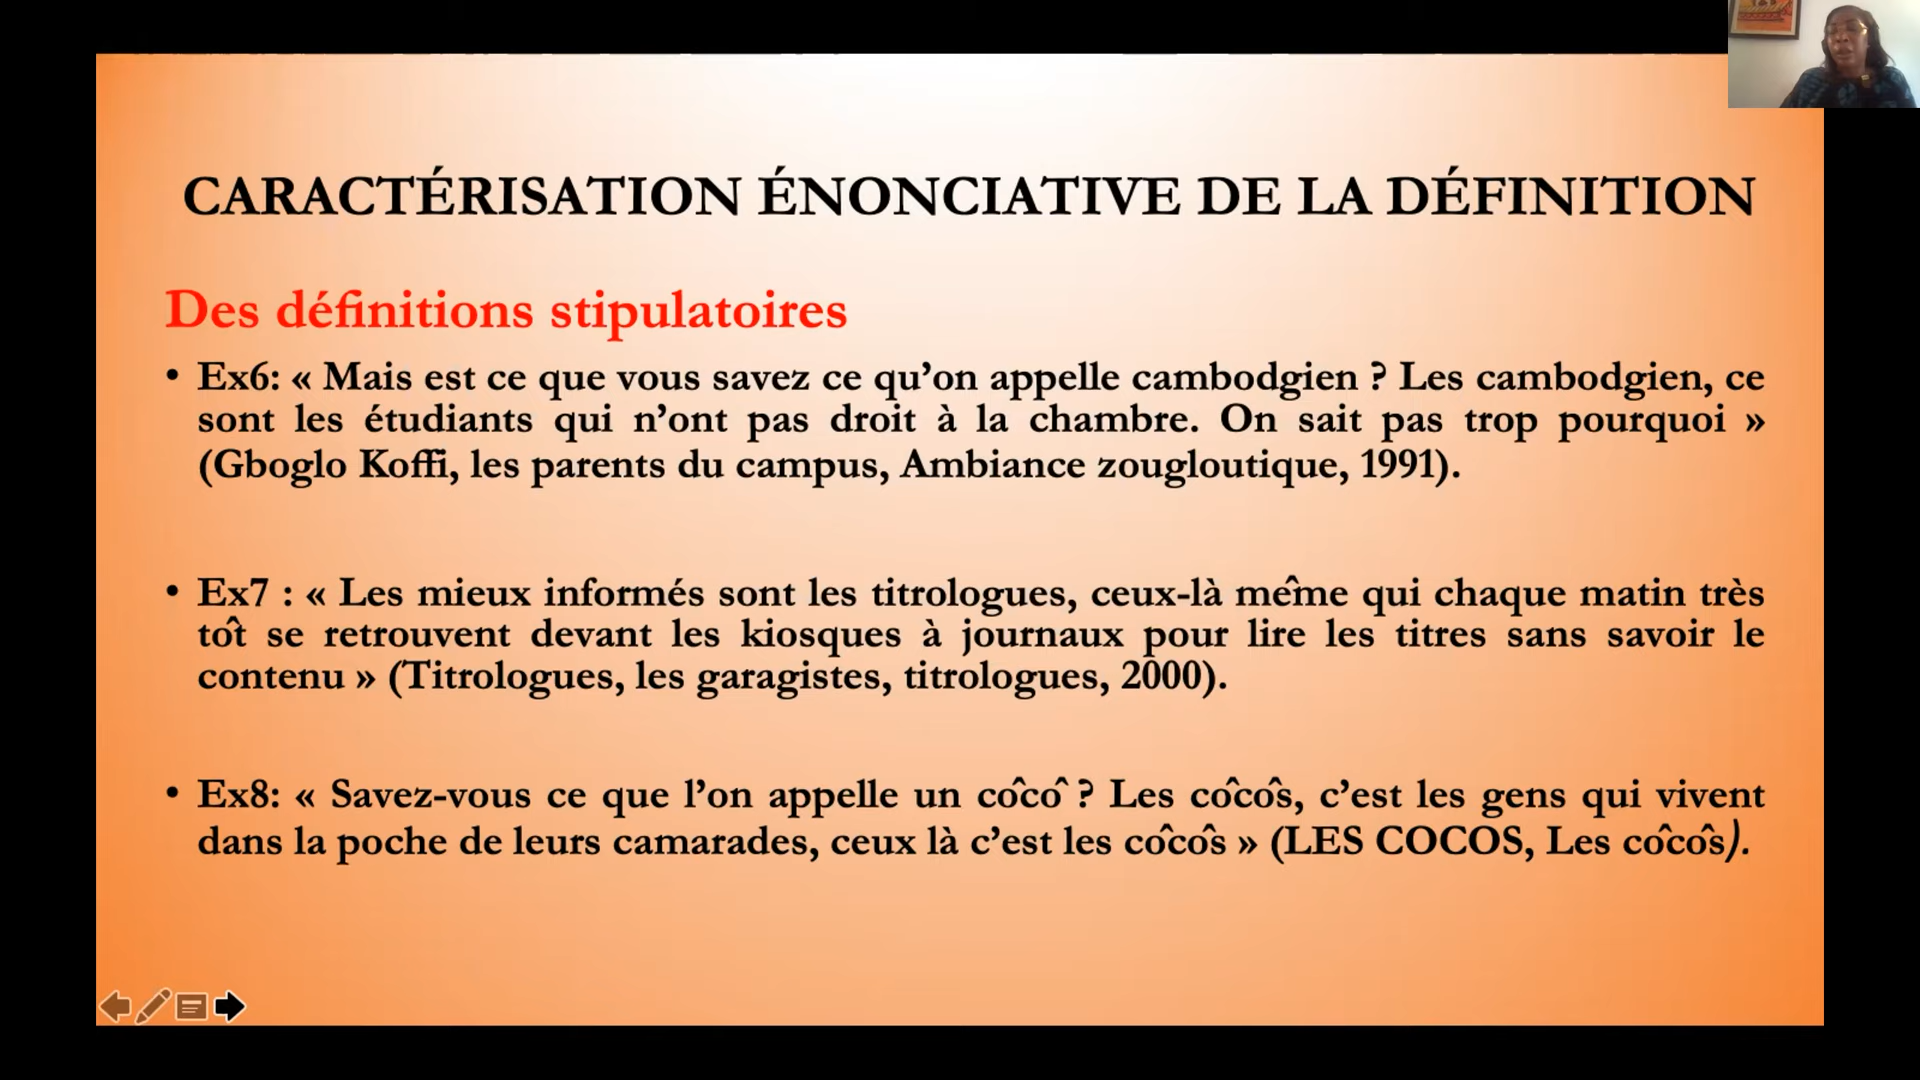 CARACTÉRISATION ÉNONCIATIVE DE LA DÉFINITION
Des définitions stipulatoires
• Ex6: « Mais est ce que vous savez ce qu’on appelle cambodgien ? Les cambodgien, ce
sont les étudiants qui n’ont pas droit à la chambre. On sait pas trop pourquoi »
(Gboglo Koffi, les parents du campus, Ambiance zougloutique, 1991).
• Ex7 : « Les mieux informés sont les titrologues, ceux-là même qui chaque matin très
tôt se retrouvent devant les kiosques à journaux pour lire les titres sans savoir le
contenu » (Titrologues, les garagistes, titrologues, 2000).
• Ex8: « Savez-vous ce que l’on appelle un côcô ? Les côcôs, c’est les gens qui vivent
dans la poche de leurs camarades, ceux là c’est les côcôs » (LES COCOS, Les côcôs).